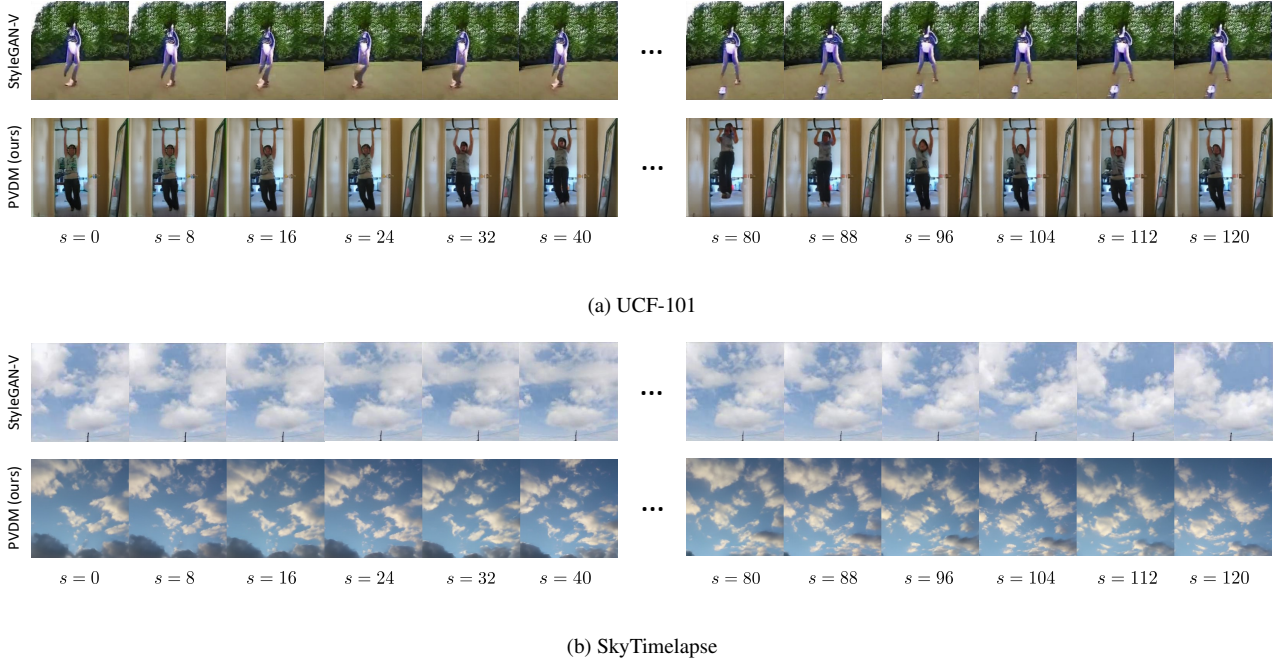 StyleGAN-V
...
PVDM (ours)
...
s = 0 s = 8 s = 16 s = 24 s = 32 s = 40 s = 80 s = 88 s = 96 s = 104 s = 112 s = 120
(a) UCF-101
StyleGAN-V
...
PVDM (ours)
...
s = 0 s = 8 s = 16 s = 24 s = 32 s = 40 s = 80 s = 88 s = 96 s = 104 s = 112 s = 120
(b) SkyTimelapse